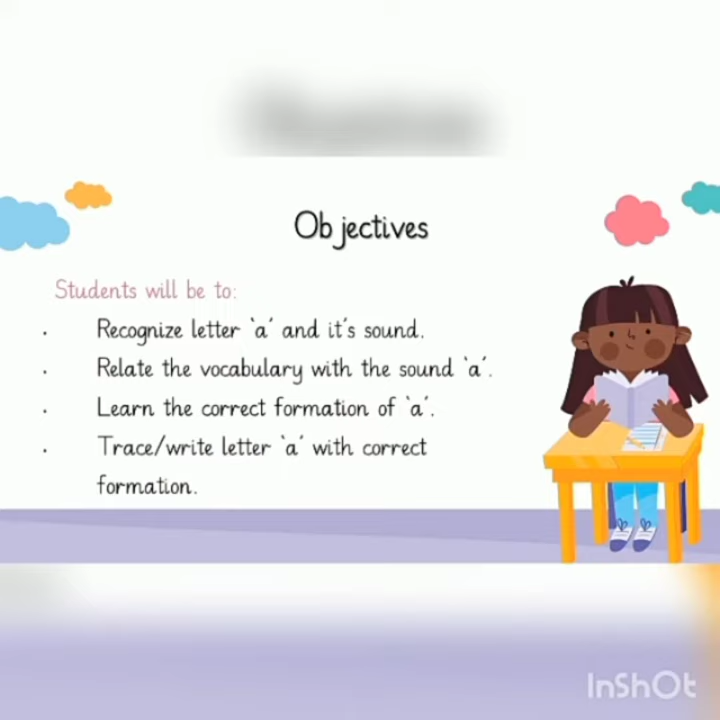 Objectives
Students will be to:
· Recognize letter ‘a’ and it's sound.
· Relate the vocabulary with the sound ‘a’.
· Learn the correct formation of ‘a’.
· Trace/write letter ‘a’ with correct
formation.
InShOt